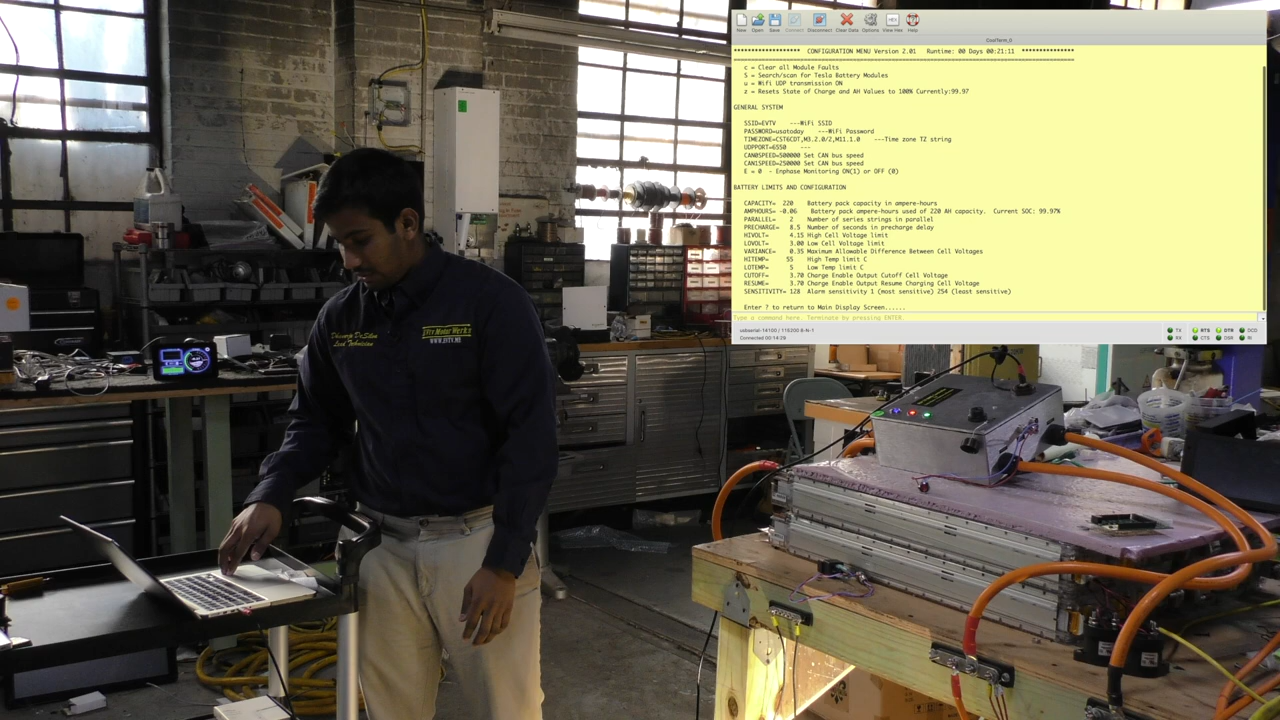 New Open Save Connect Disconnect Clear Data Options View Hex Help
CoolTerm_0
******************* CONFIGURATION MENU Version 2.01 Runtime: 00 Days 00:21:11 ***************
c = Clear all Module Faults
S = Search/scan for Tesla Battery Modules
u = Wifi UDP transmission ON
z = Resets State of Charge and AH Values to 100% Currently:99.97
GENERAL SYSTEM
SSID=EVTV ---WiFi SSID
PASSWORD=usatoday ---WiFi Password
TIMEZONE=CST6CDT,M3.2.0/2,M11.1.0 ---Time zone TZ string
UDPPORT=6550 ---
CAN0SPEED=500000 Set CAN bus speed
CAN1SPEED=250000 Set CAN bus speed
E = 0 - Enphase Monitoring ON(1) or OFF (0)
BATTERY LIMITS AND CONFIGURATION
CAPACITY= 220 Battery pack capacity in ampere-hours
AMPHOURS= -0.06 Battery pack ampere-hours used of 220 AH capacity. Current SOC: 99.97%
PARALLEL= 2 Number of series strings in parallel
PRECHARGE= 8.5 Number of seconds in precharge delay
HIVOLT= 4.15 High Cell Voltage limit
LOVOLT= 3.00 Low Cell Voltage limit
VARIANCE= 0.35 Maximum Allowable Difference Between Cell Voltages
HITEMP= 55 High Temp limit C
LOTEMP= 5 Low Temp limit C
CUTOFF= 3.70 Charge Enable Output Cutoff Cell Voltage
RESUME= 3.70 Charge Enable Output Resume Charging Cell Voltage
SENSITIVITY= 128 Alarm sensitivity 1 (most sensitive) 254 (least sensitive)
Enter ? to return to Main Display Screen......
Type a command here. Terminate by pressing ENTER.
usbserial-14100 / 115200 8-N-1
Connected 00:14:29
TX RTS DTR DCD
RX CTS DSR RI
Dhananja DeSilva
Lead Technician
EVTV Motor Werks
WWW.EVTV.ME